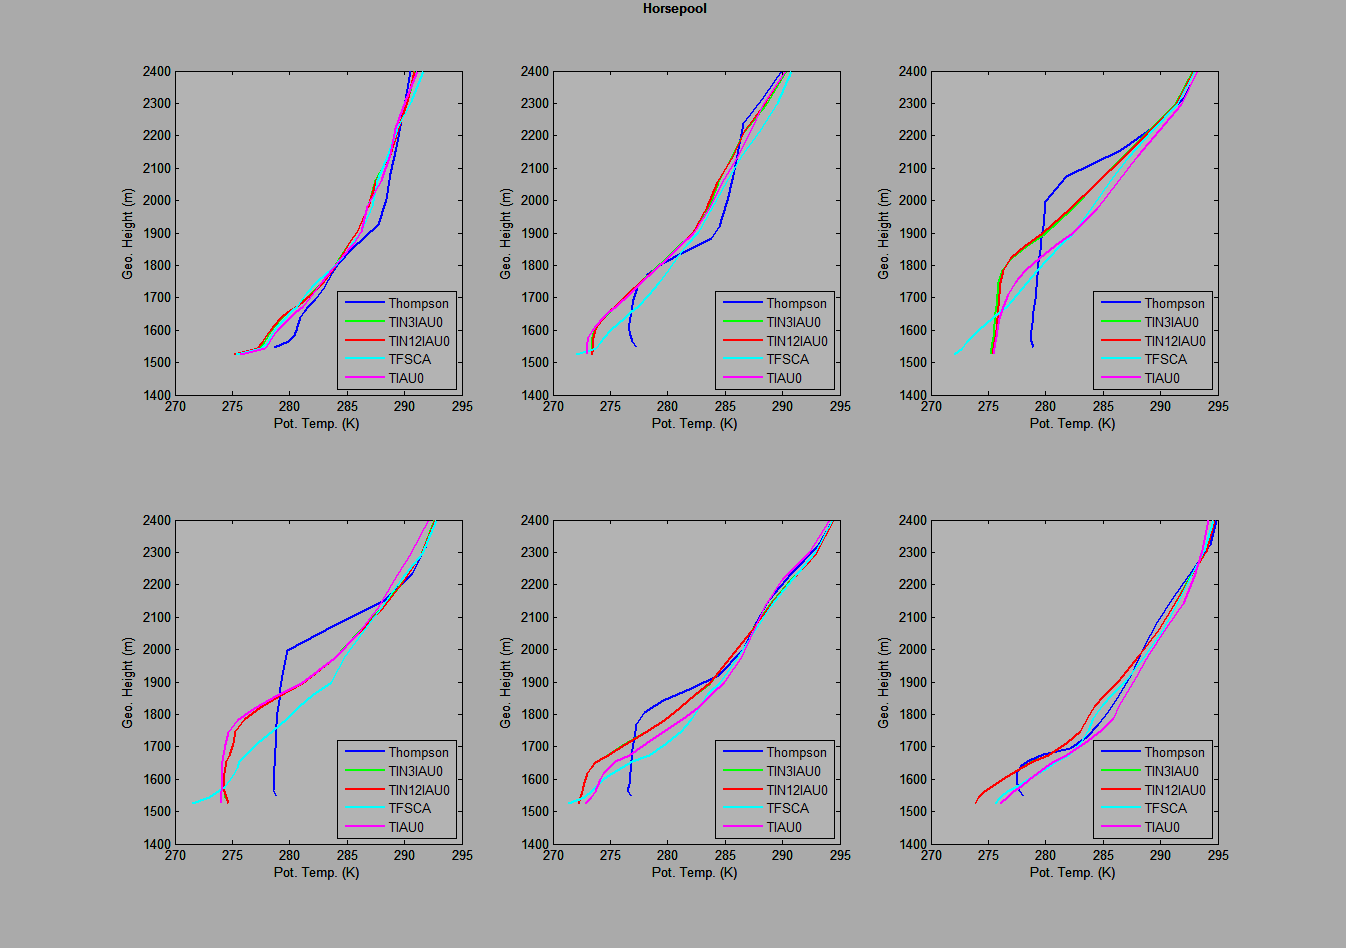 Horsepool
2400
2300
2200
2100
2000
1900
1800
1700
1600
1500
1400
Geo. Height (m)
270 275 280 285 290 295
Pot. Temp. (K)
Thompson
TIN3IAU0
TIN12IAU0
TFSCA
TIAU0
2400
2300
2200
2100
2000
1900
1800
1700
1600
1500
1400
Geo. Height (m)
270 275 280 285 290 295
Pot. Temp. (K)
Thompson
TIN3IAU0
TIN12IAU0
TFSCA
TIAU0
2400
2300
2200
2100
2000
1900
1800
1700
1600
1500
1400
Geo. Height (m)
270 275 280 285 290 295
Pot. Temp. (K)
Thompson
TIN3IAU0
TIN12IAU0
TFSCA
TIAU0
2400
2300
2200
2100
2000
1900
1800
1700
1600
1500
1400
Geo. Height (m)
270 275 280 285 290 295
Pot. Temp. (K)
Thompson
TIN3IAU0
TIN12IAU0
TFSCA
TIAU0
2400
2300
2200
2100
2000
1900
1800
1700
1600
1500
1400
Geo. Height (m)
270 275 280 285 290 295
Pot. Temp. (K)
Thompson
TIN3IAU0
TIN12IAU0
TFSCA
TIAU0
2400
2300
2200
2100
2000
1900
1800
1700
1600
1500
1400
Geo. Height (m)
270 275 280 285 290 295
Pot. Temp. (K)
Thompson
TIN3IAU0
TIN12IAU0
TFSCA
TIAU0